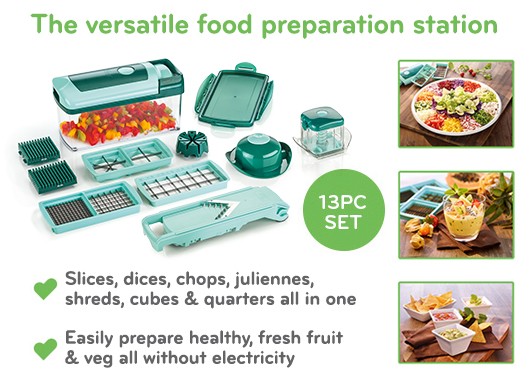 The versatile food preparation station
13PC
SET
Slices, dices, chops, juliennes,
shreds, cubes & quarters all in one
Easily prepare healthy, fresh fruit
& veg all without electricity